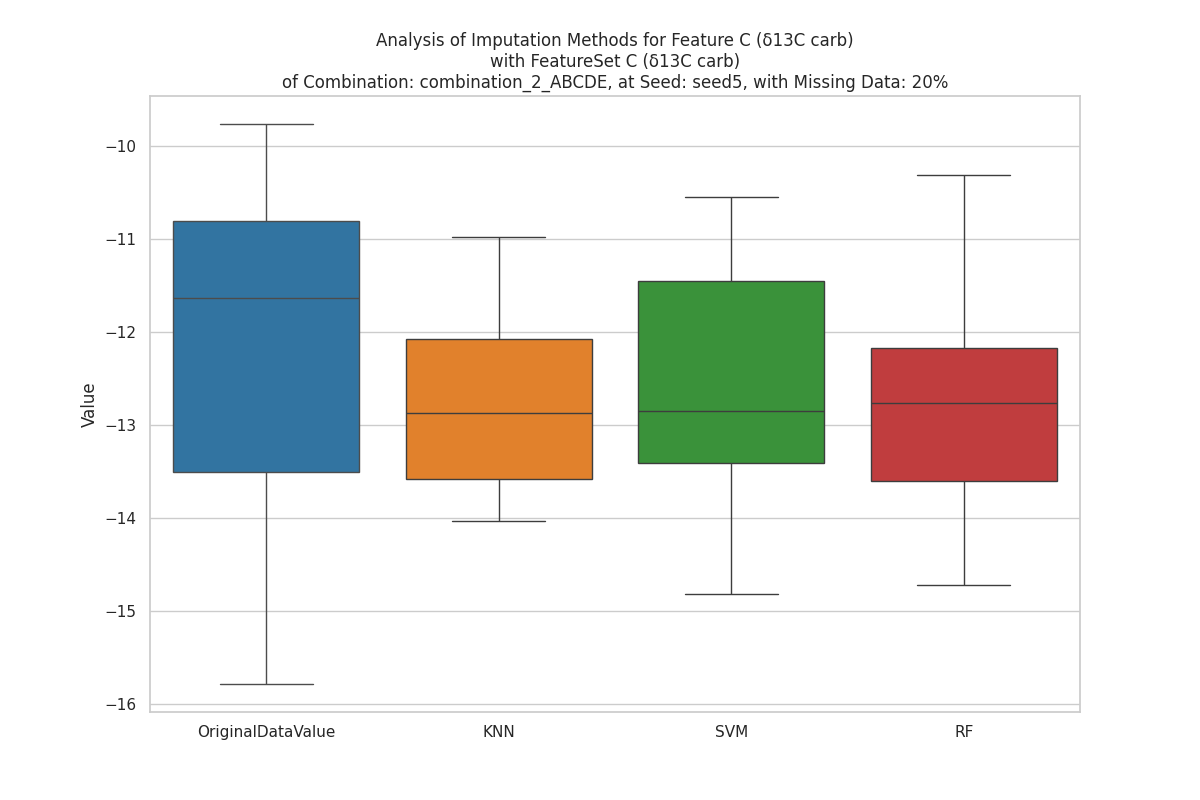 Analysis of Imputation Methods for Feature C (δ13C carb)
with FeatureSet C (δ13C carb)
of Combination: combination_2_ABCDE, at Seed: seed5, with Missing Data: 20%
Value
−10
−11
−12
−13
−14
−15
−16
OriginalDataValue
KNN
SVM
RF